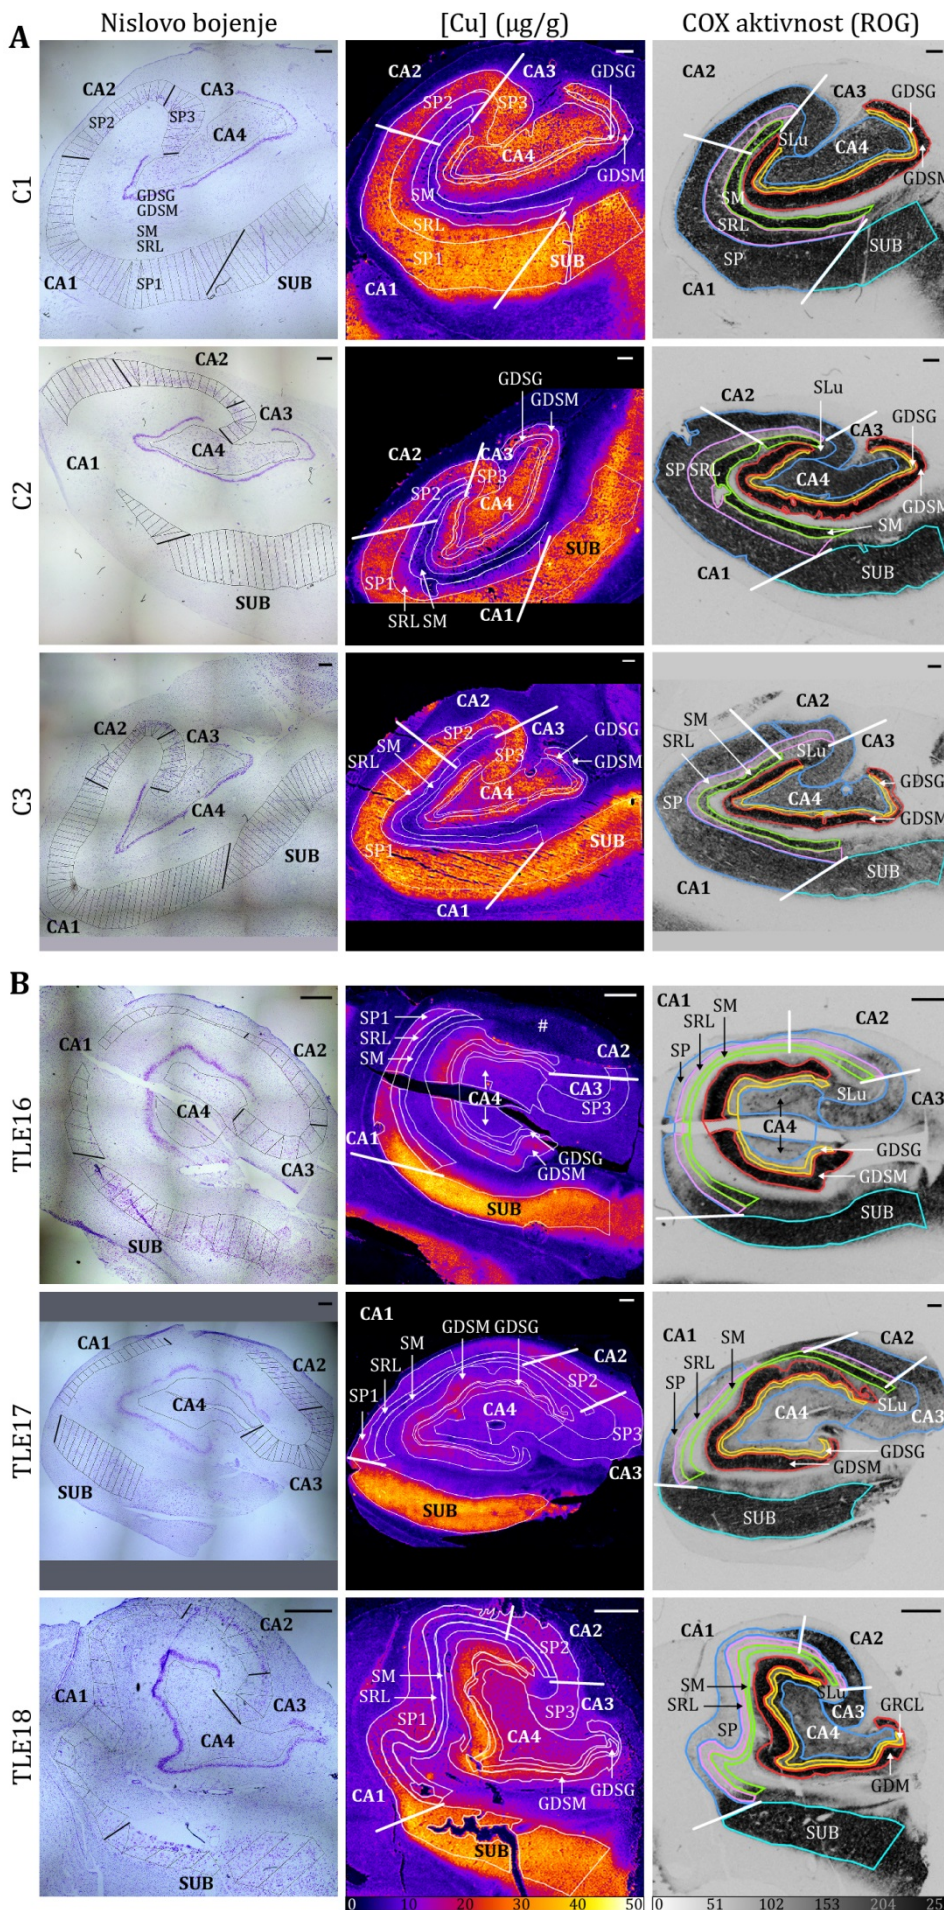 Nislovo bojenje [Cu] (µg/g) COX aktivnost (ROG)
A
C1
CA2 CA3 SP2 SP3 CA4 GDSG GDSM SM SRL CA1 SP1 SUB
CA2 CA3 GDSG SP2 SP3 CA4 GDSM SM SRL SP1 SUB CA1
CA2 CA3 GDSG SLu CA4 GDSM SM SRL SUB SP CA1
C2
CA2 CA3 CA4 CA1 SUB
GDSG GDSM CA3 CA2 SP3 SP2 CA4 SUB SP1 CA1 SRL SM
SLu CA2 GDSG CA3 SP SRL CA4 GDSM SM CA1 SUB
C3
CA2 CA3 CA4 SUB CA1
CA2 CA3 SP2 GDSG SM SP3 GDSM SRL CA4 SUB SP1 CA1
CA2 SM SLu CA3 SRL GDSG SP CA4 GDSM SUB CA1
B
TLE16
CA1 CA2 CA4 CA3 SUB
SP1 # SRL SM CA2 CA3 CA4 SP3 CA1 GDSG GDSM SUB
CA1 SM CA2 SRL SP SLu CA3 CA4 GDSG GDSM SUB
TLE17
CA1 CA2 CA4 SUB CA3
CA1 GDSM GDSG SM SRL CA2 SP1 SP2 CA4 SP3 CA3 SUB
CA1 SM CA2 SRL SP SLu CA4 CA3 GDSG GDSM SUB
TLE18
CA2 CA1 CA3 CA4 SUB
CA2 SP2 SM CA3 SRL SP3 SP1 CA4 CA1 GDSG GDSM SUB
CA1 CA2 SM SLu SRL CA3 GRCL SP CA4 GDM SUB
0 10 20 30 40 50
0 51 102 153 204 25